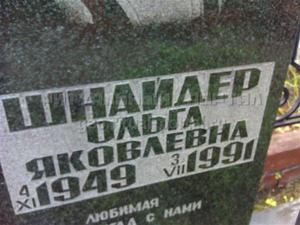 ШНАЙДЕР
ОЛЬГА
ЯКОВЛЕВНА
4 XI 1949 3 VII 1991
ЛЮБИМАЯ
С НАМИ